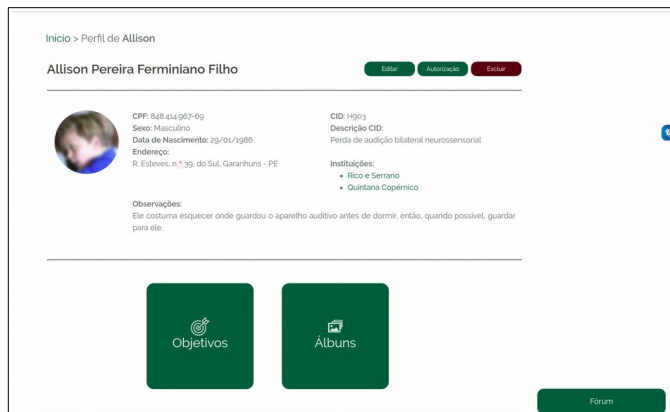 Início > Perfil de Allison
Allison Pereira Ferminiano Filho
Editar
Autorização
Excluir
CPF: 848.414.967-69
Sexo: Masculino
Data de Nascimento: 29/01/1986
Endereço:
R. Esteves, n° 39, do Sul, Garanhuns - PE
CID: H903
Descrição CID:
Perda de audição bilateral neurossensorial
Instituições:
• Rico e Serrano
• Quintana Copérnico
Observações:
Ele costuma esquecer onde guardou o aparelho auditivo antes de dormir, então, quando possível, guardar
para ele.
Objetivos
Álbuns
Fórum